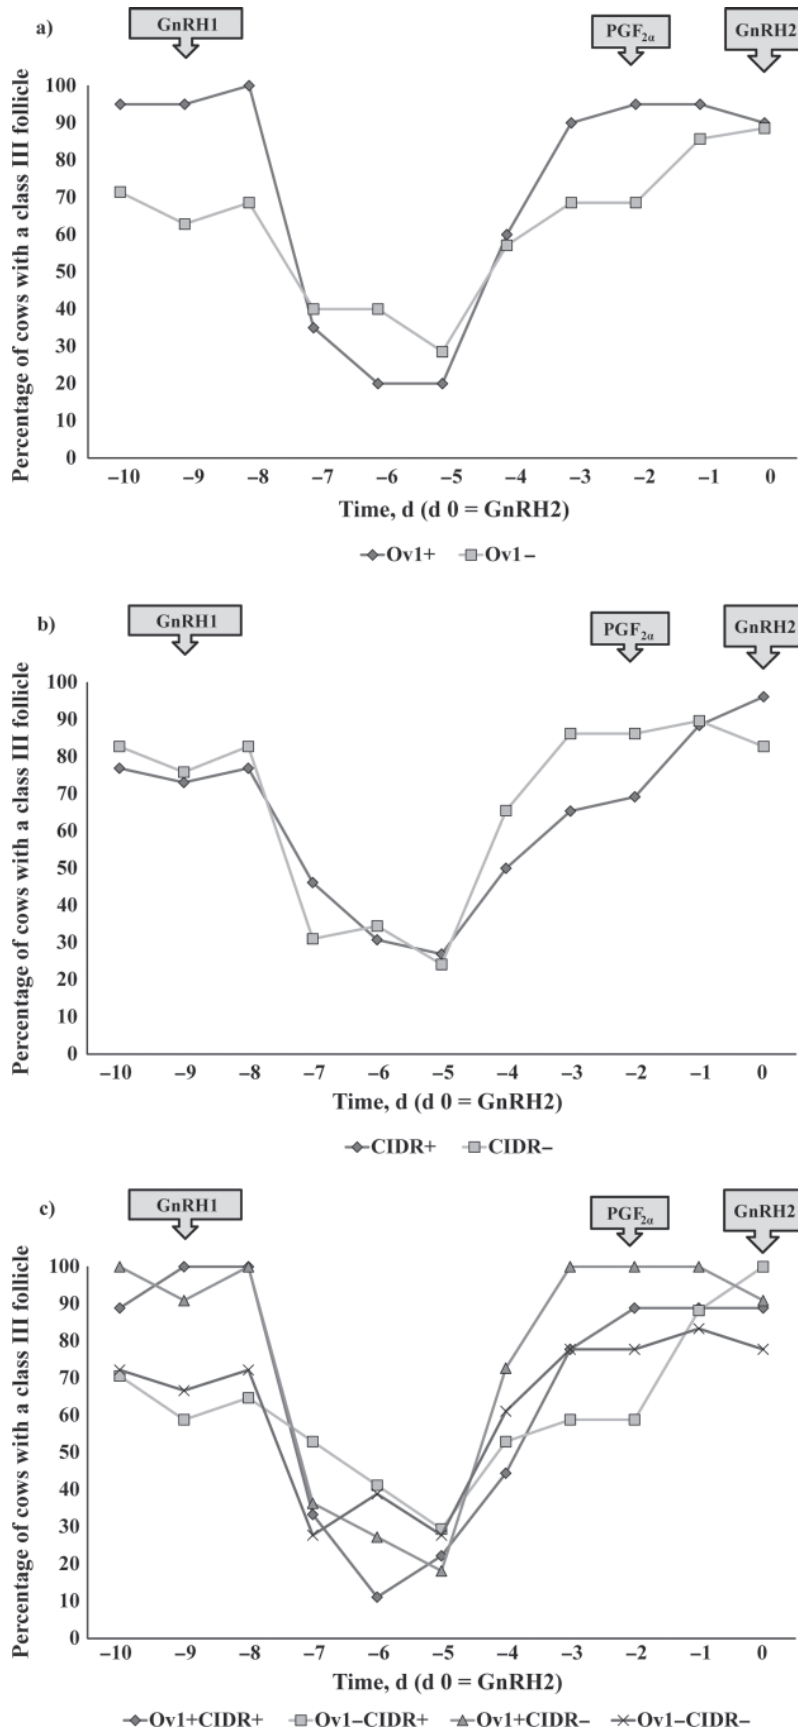 a)
GnRH1
PGF2α
GnRH2
Percentage of cows with a class III follicle
100
90
80
70
60
50
40
30
20
10
0
−10 −9 −8 −7 −6 −5 −4 −3 −2 −1 0
Time, d (d 0 = GnRH2)
Ov1+ Ov1−
b)
GnRH1
PGF2α
GnRH2
Percentage of cows with a class III follicle
100
90
80
70
60
50
40
30
20
10
0
−10 −9 −8 −7 −6 −5 −4 −3 −2 −1 0
Time, d (d 0 = GnRH2)
CIDR+ CIDR−
c)
GnRH1
PGF2α
GnRH2
Percentage of cows with a class III follicle
100
90
80
70
60
50
40
30
20
10
0
−10 −9 −8 −7 −6 −5 −4 −3 −2 −1 0
Time, d (d 0 = GnRH2)
Ov1+CIDR+ Ov1−CIDR+ Ov1+CIDR− Ov1−CIDR−